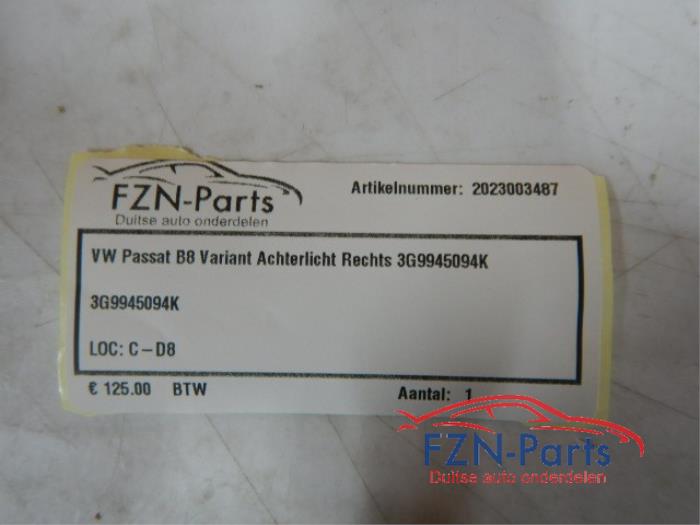 FZN-Parts
Duitse auto onderdelen
Artikelnummer: 2023003487
VW Passat B8 Variant Achterlicht Rechts 3G9945094K
3G9945094K
LOC: C-D8
€ 125.00 BTW
Aantal: 1
FZN-Parts
Duitse auto onderdelen